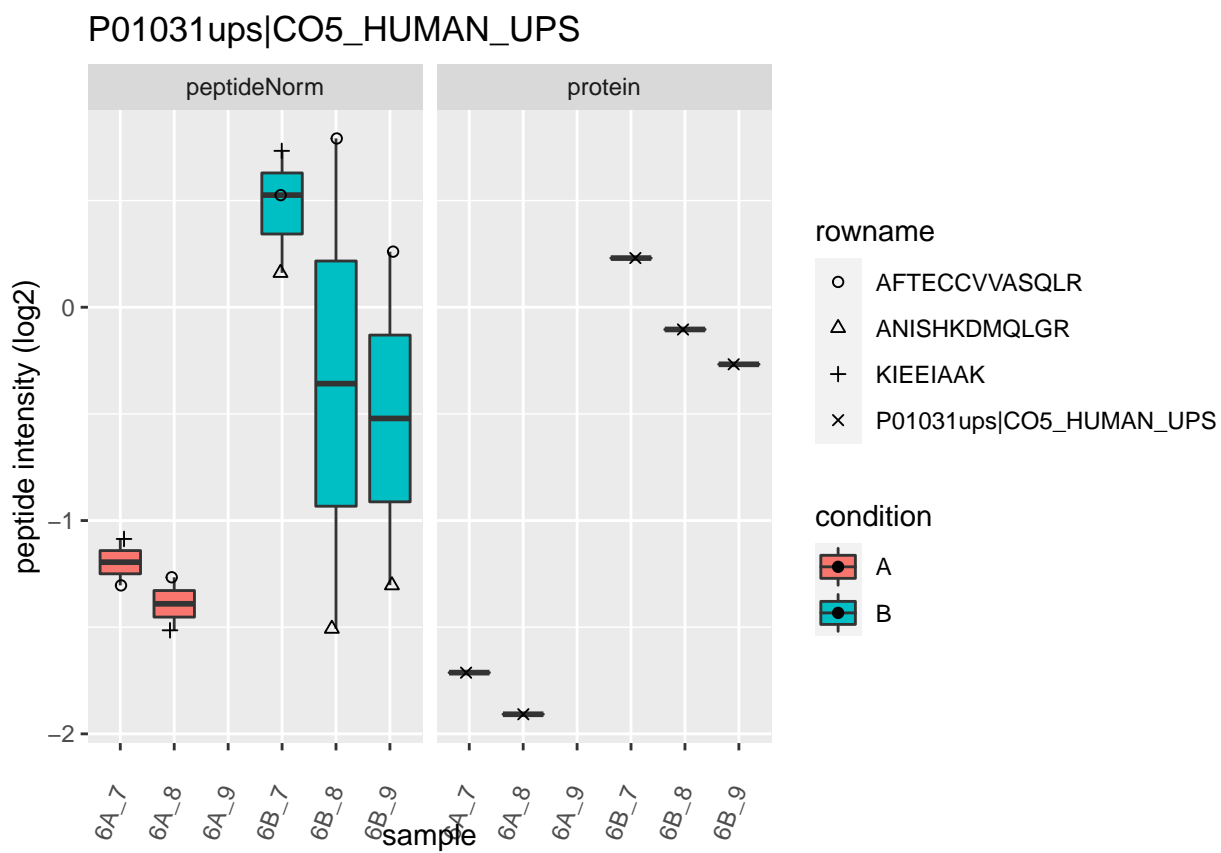 P01031ups|CO5_HUMAN_UPS
peptideNorm
protein
peptide intensity (log2)
0
−1
−2
6A_7
6A_8
6A_9
6B_7
6B_8
6B_9
6A_7
6A_8
6A_9
6B_7
6B_8
6B_9
sample
rowname
AFTECCVVASQLR
ANISHKDMQLGR
KIEEIAAK
P01031ups|CO5_HUMAN_UPS
condition
A
B